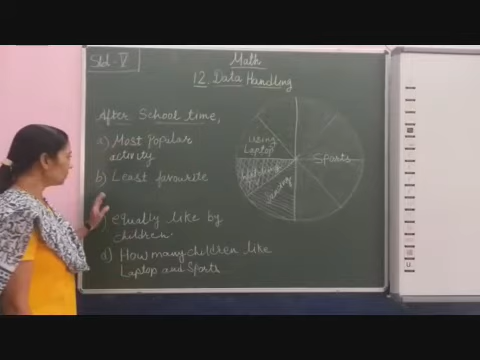 Std-V
Math
12. Data Handling
After School time,
a) Most Popular
activity
b) Least favourite
) equally like by
children.
d) How many children like
Laptop and Sports
Using
Laptop
Sports
T.V